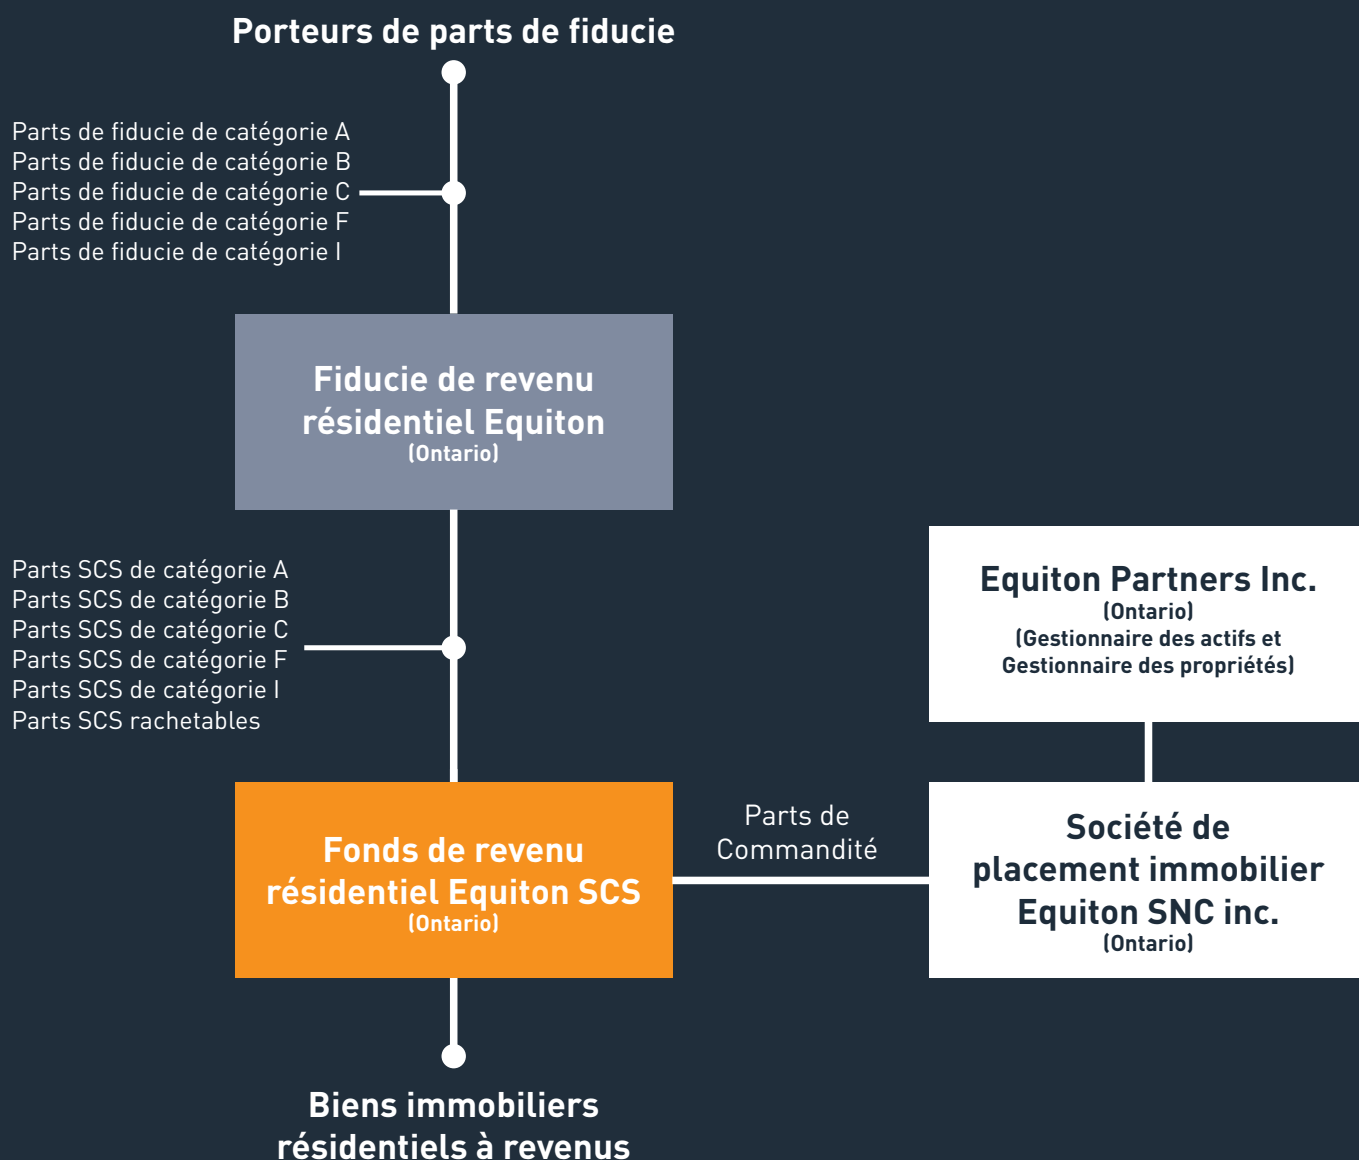 Porteurs de parts de fiducie
Parts de fiducie de catégorie A
Parts de fiducie de catégorie B
Parts de fiducie de catégorie C
Parts de fiducie de catégorie F
Parts de fiducie de catégorie I
Fiducie de revenu
résidentiel Equiton
(Ontario)
Parts SCS de catégorie A
Parts SCS de catégorie B
Parts SCS de catégorie C
Parts SCS de catégorie F
Parts SCS de catégorie I
Parts SCS rachetables
Equiton Partners Inc.
(Ontario)
(Gestionnaire des actifs et
Gestionnaire des propriétés)
Fonds de revenu
résidentiel Equiton SCS
(Ontario)
Parts de
Commandité
Société de
placement immobilier
Equiton SNC inc.
(Ontario)
Biens immobiliers
résidentiels à revenus